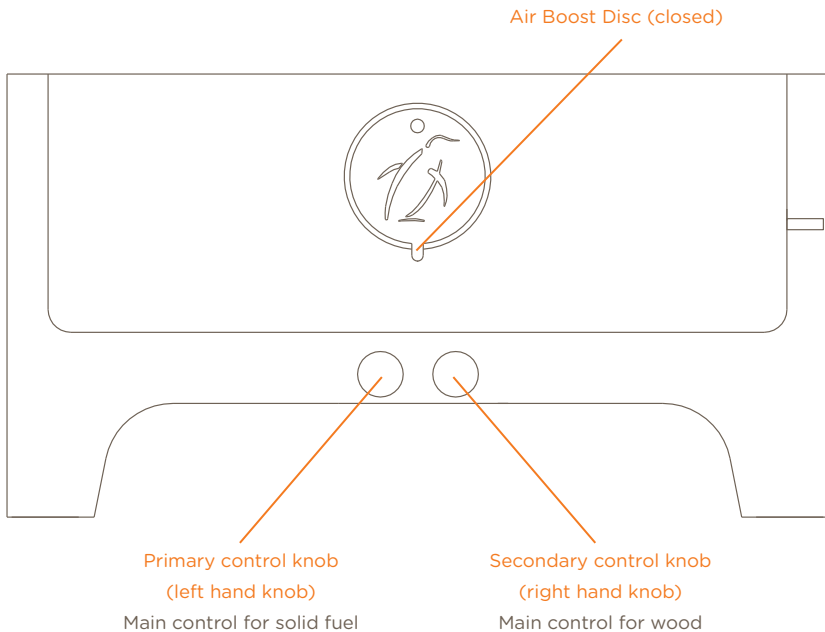 Air Boost Disc (closed)
Primary control knob
(left hand knob)
Main control for solid fuel
Secondary control knob
(right hand knob)
Main control for wood